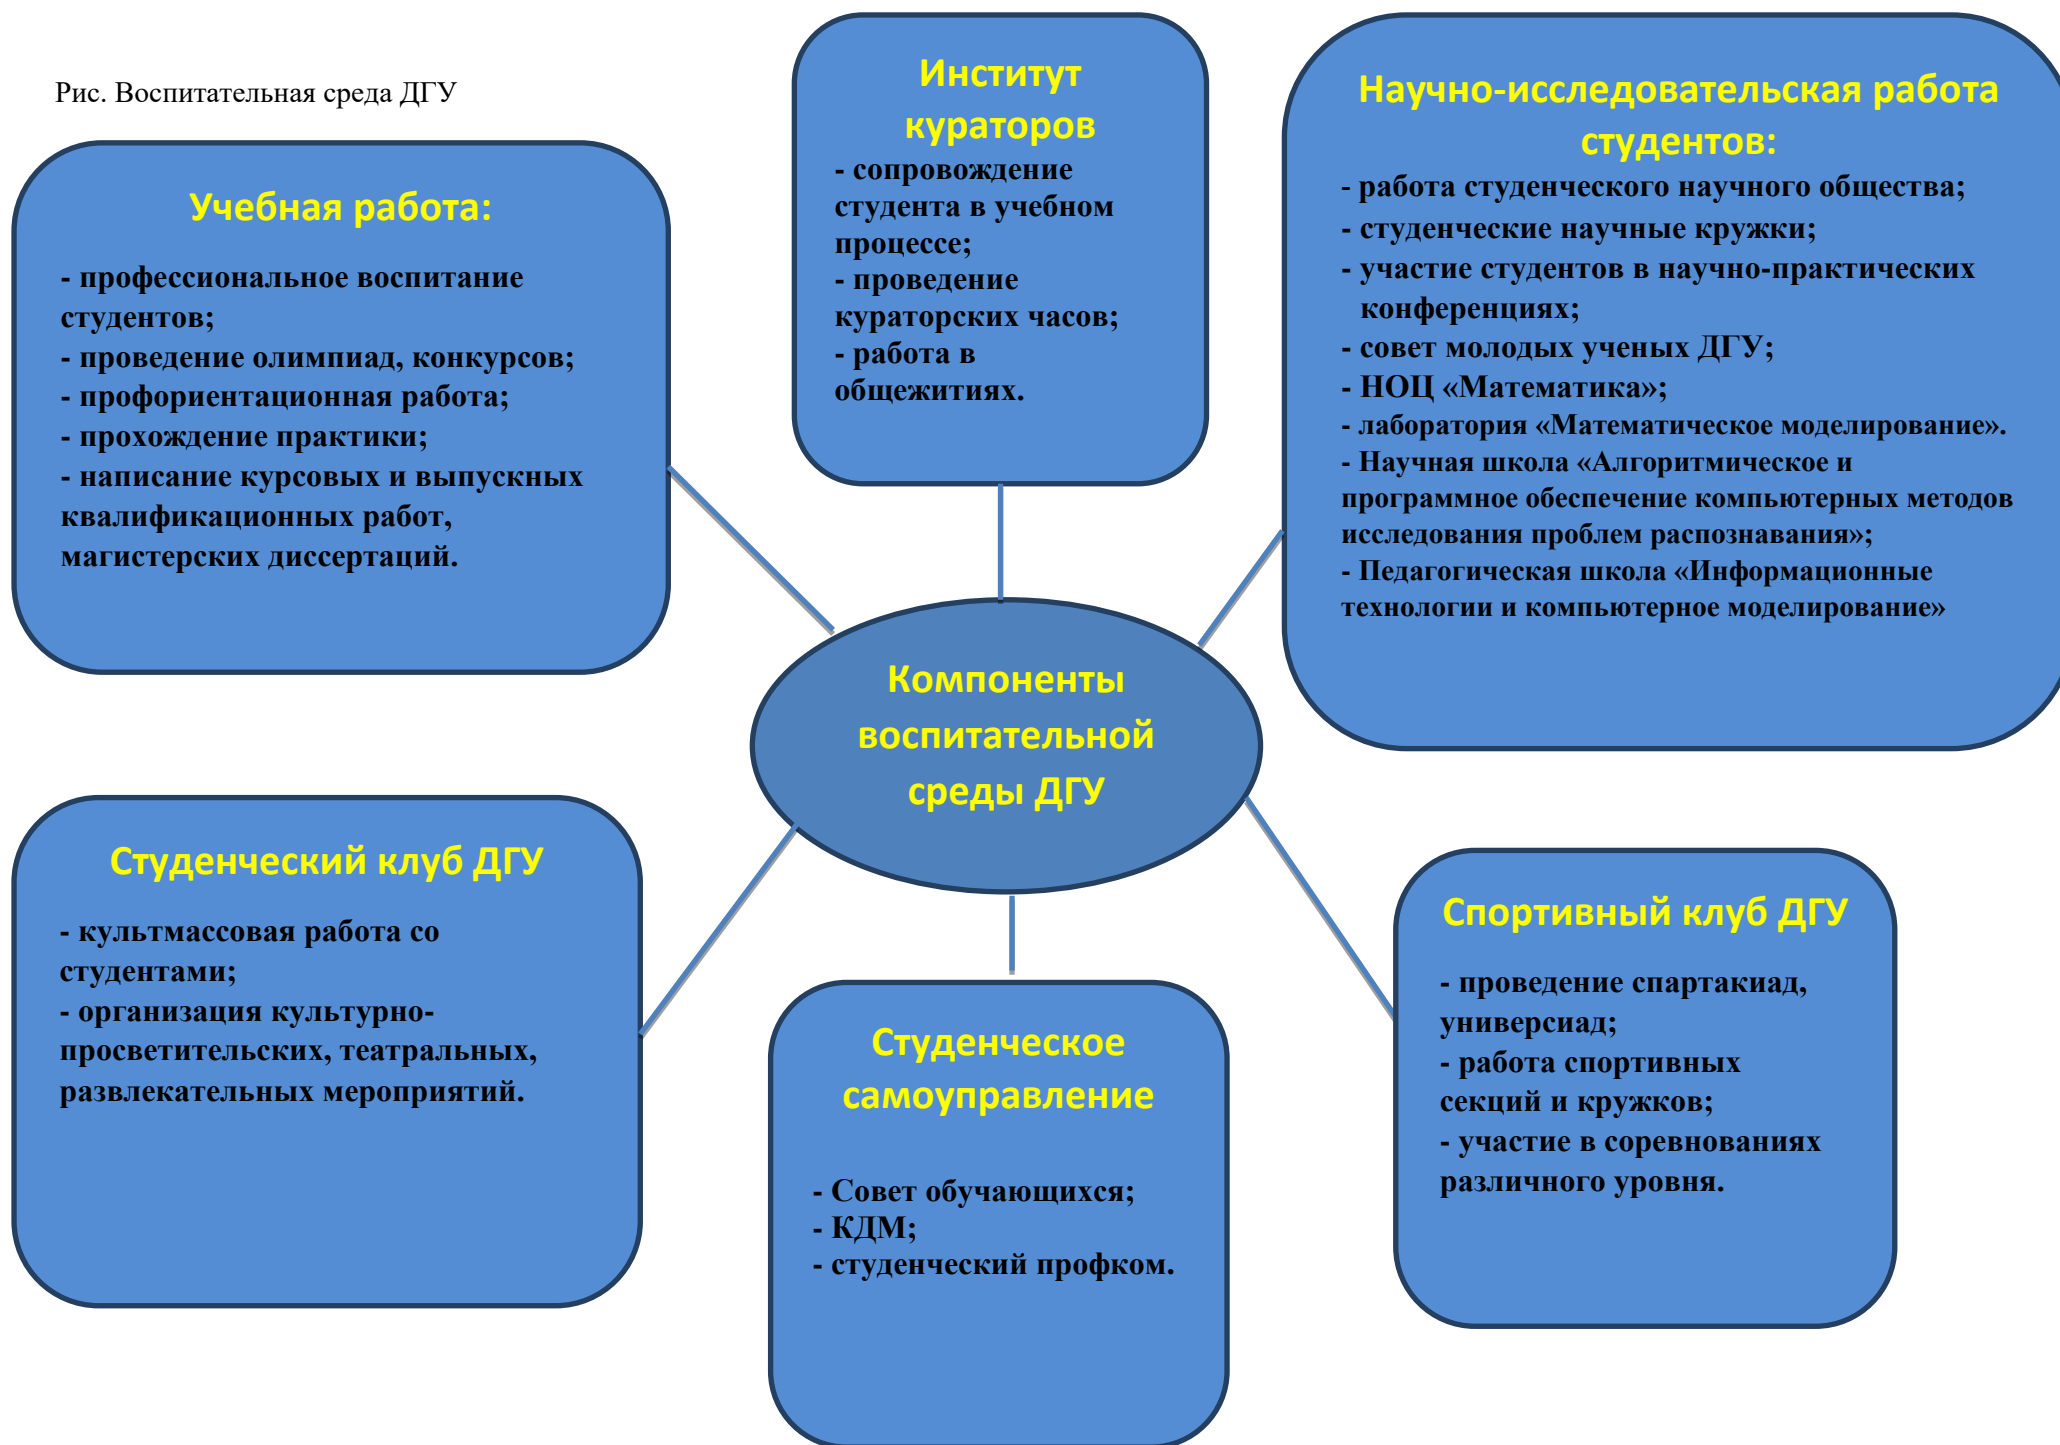 Рис. Воспитательная среда ДГУ
Учебная работа:
- профессиональное воспитание
студентов;
- проведение олимпиад, конкурсов;
- профориентационная работа;
- прохождение практики;
- написание курсовых и выпускных
квалификационных работ,
магистерских диссертаций.
Институт
кураторов
- сопровождение
студента в учебном
процессе;
- проведение
кураторских часов;
- работа в
общежитиях.
Научно-исследовательская работа
студентов:
- работа студенческого научного общества;
- студенческие научные кружки;
- участие студентов в научно-практических
конференциях;
- совет молодых ученых ДГУ;
- НОЦ «Математика»;
- лаборатория «Математическое моделирование».
- Научная школа «Алгоритмическое и
программное обеспечение компьютерных методов
исследования проблем распознавания»;
- Педагогическая школа «Информационные
технологии и компьютерное моделирование»
Компоненты
воспитательной
среды ДГУ
Студенческий клуб ДГУ
- культмассовая работа со
студентами;
- организация культурно-
просветительских, театральных,
развлекательных мероприятий.
Студенческое
самоуправление
- Совет обучающихся;
- КДМ;
- студенческий профком.
Спортивный клуб ДГУ
- проведение спартакиад,
универсиад;
- работа спортивных
секций и кружков;
- участие в соревнованиях
различного уровня.